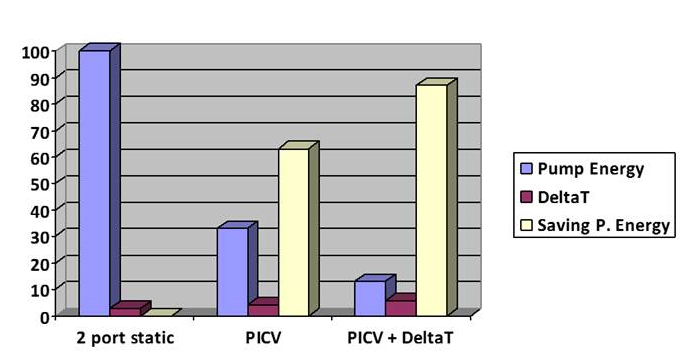 100
90
80
70
60
50
40
30
20
10
0
2 port static
PICV
PICV + DeltaT
Pump Energy
DeltaT
Saving P. Energy